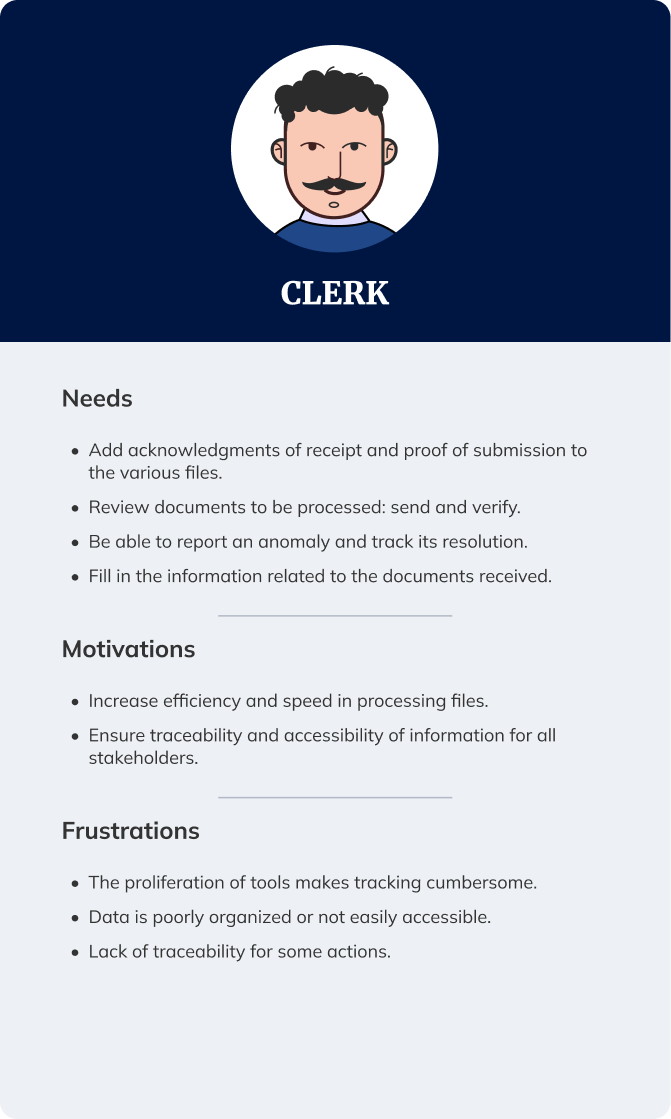 CLERK
Needs
• Add acknowledgments of receipt and proof of submission to
the various files.
• Review documents to be processed: send and verify.
• Be able to report an anomaly and track its resolution.
• Fill in the information related to the documents received.
Motivations
• Increase efficiency and speed in processing files.
• Ensure traceability and accessibility of information for all
stakeholders.
Frustrations
• The proliferation of tools makes tracking cumbersome.
• Data is poorly organized or not easily accessible.
• Lack of traceability for some actions.